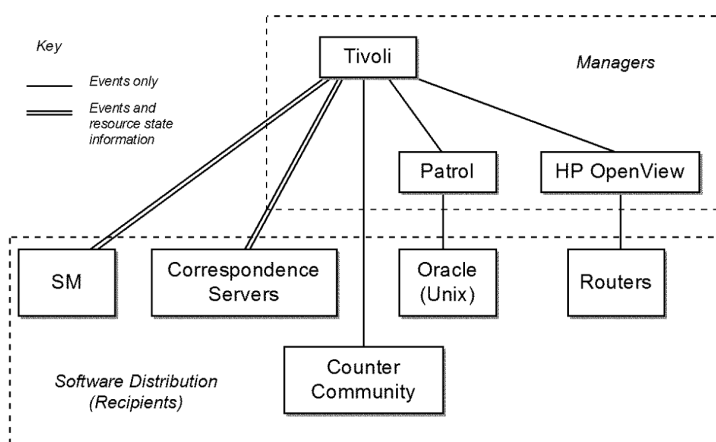 Key
Events only
Events and
resource state
information
Tivoli
Managers
Patrol
HP OpenView
SM
Correspondence
Servers
Oracle
(Unix)
Routers
Counter
Community
Software Distribution
(Recipients)